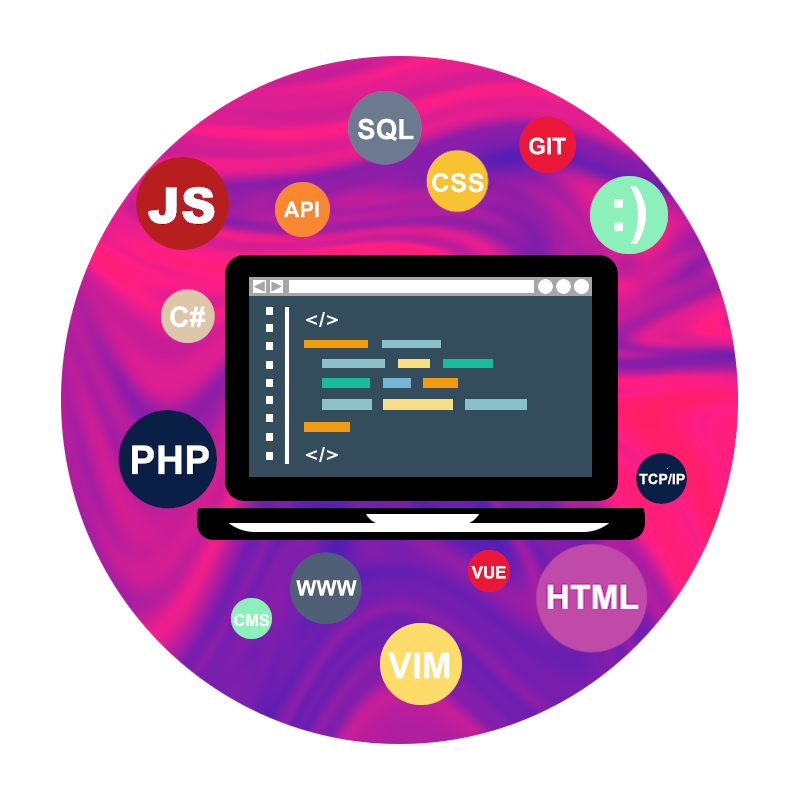 SQL
GIT
CSS
JS
API
:)
C#
</>
</>
PHP
TCP/IP
VUE
WWW
HTML
CMS
VIM